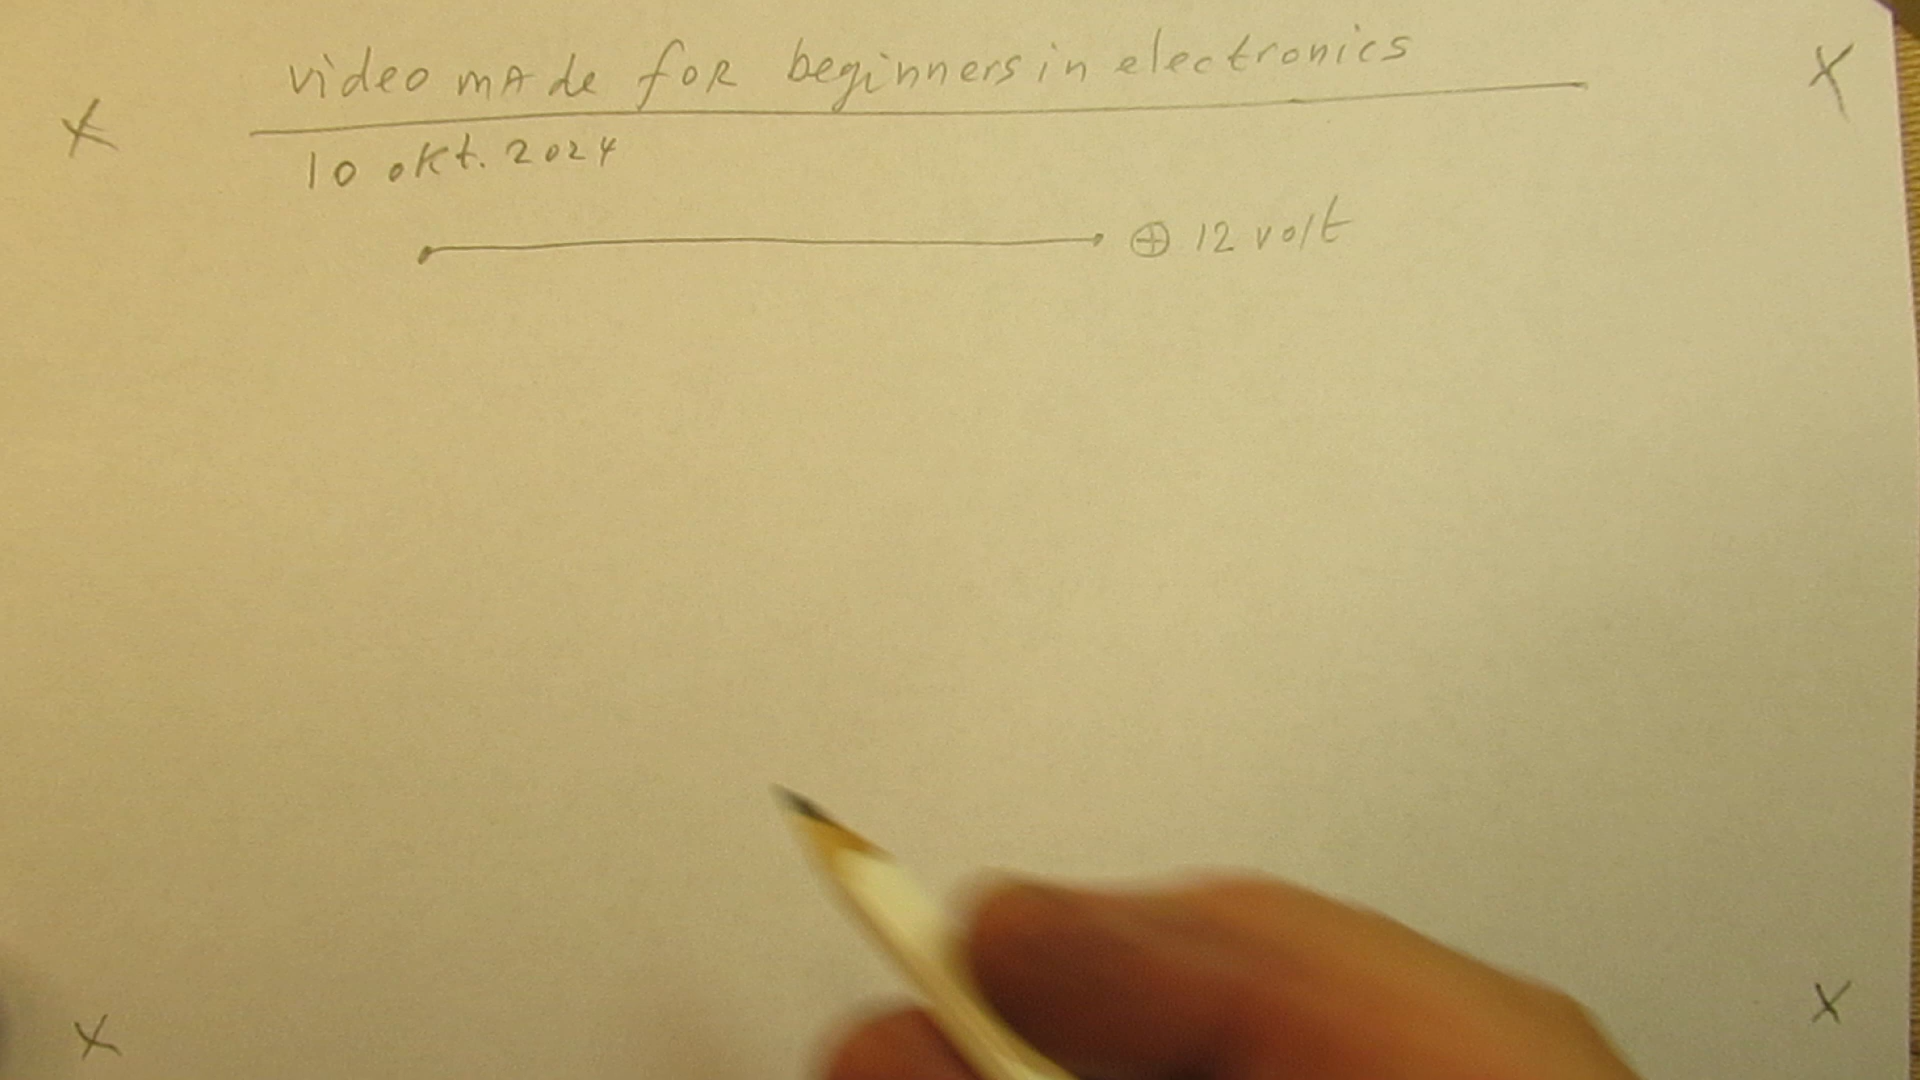 video mAde foR beginners in electronics
10 okt. 2024
⊕ 12 volt